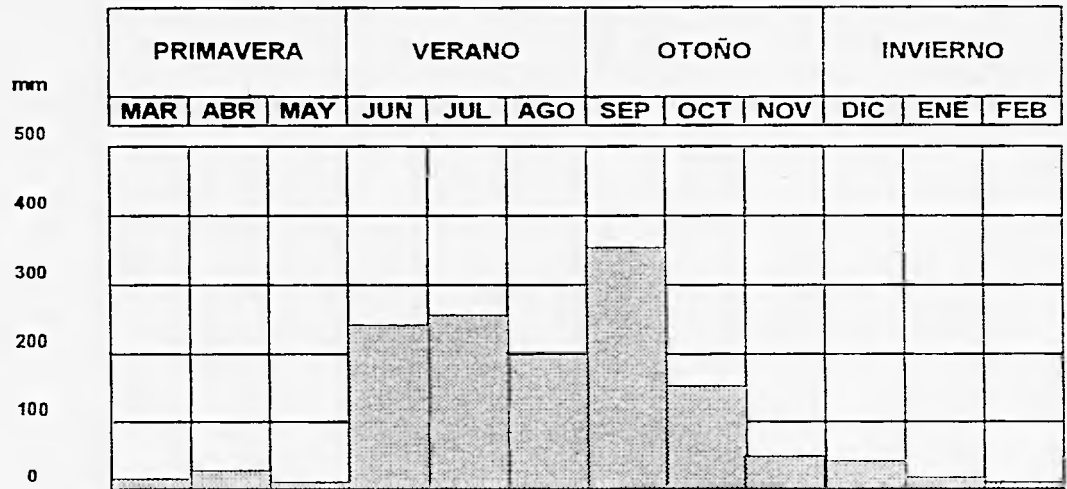 PRIMAVERA VERANO OTOÑO INVIERNO
mm
MAR ABR MAY JUN JUL AGO SEP OCT NOV DIC ENE FEB
500
400
300
200
100
0